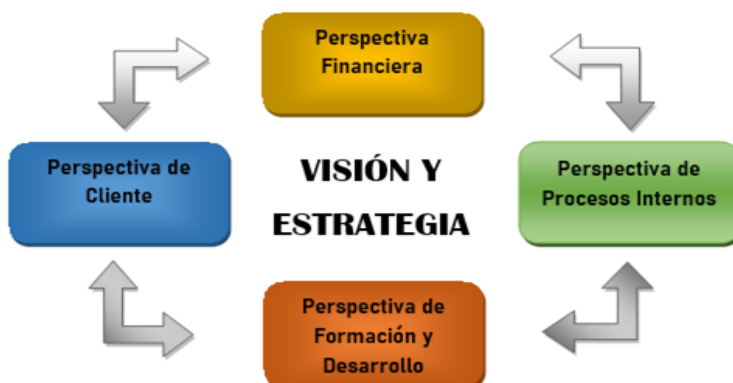 Perspectiva
Financiera
Perspectiva de
Cliente
VISIÓN Y
ESTRATEGIA
Perspectiva de
Procesos Internos
Perspectiva de
Formación y
Desarrollo